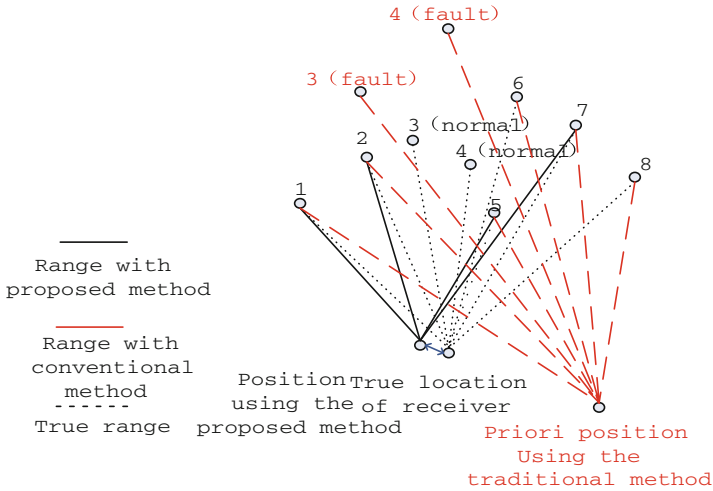 4（fault）
3（fault）
6
7
3（normal）
2
4（normal）
8
1
5
Range with
proposed method
Range with
conventional
method
True range
Position
using the
proposed method
True location
of receiver
Priori position
Using the
traditional method